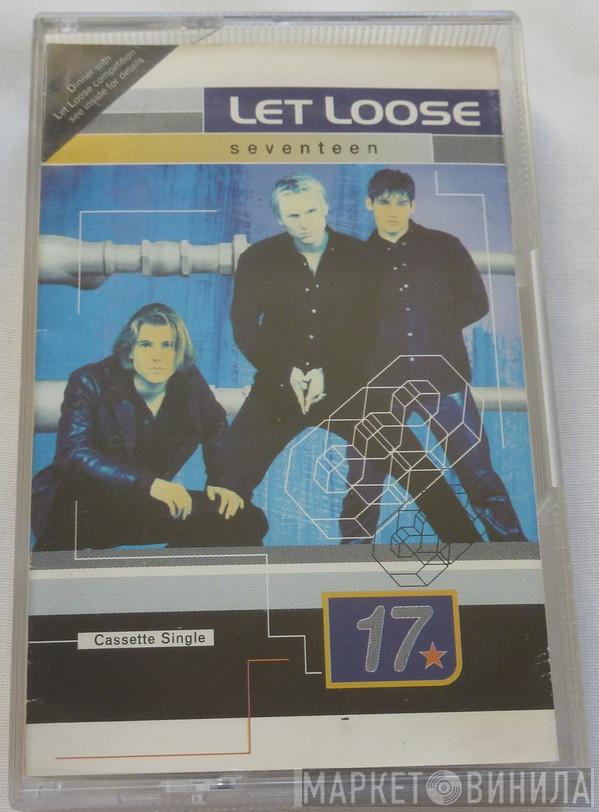 Dinner with
Let Loose competition -
see inside for details
LET LOOSE
seventeen
Cassette Single
17
МАРКЕТ ВИНИЛА